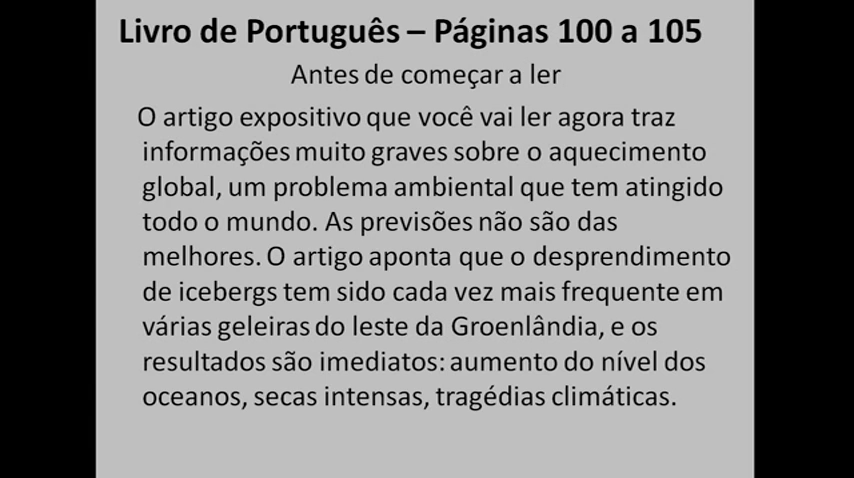 Livro de Português – Páginas 100 a 105
Antes de começar a ler
O artigo expositivo que você vai ler agora traz
informações muito graves sobre o aquecimento
global, um problema ambiental que tem atingido
todo o mundo. As previsões não são das
melhores. O artigo aponta que o desprendimento
de icebergs tem sido cada vez mais frequente em
várias geleiras do leste da Groenlândia, e os
resultados são imediatos: aumento do nível dos
oceanos, secas intensas, tragédias climáticas.